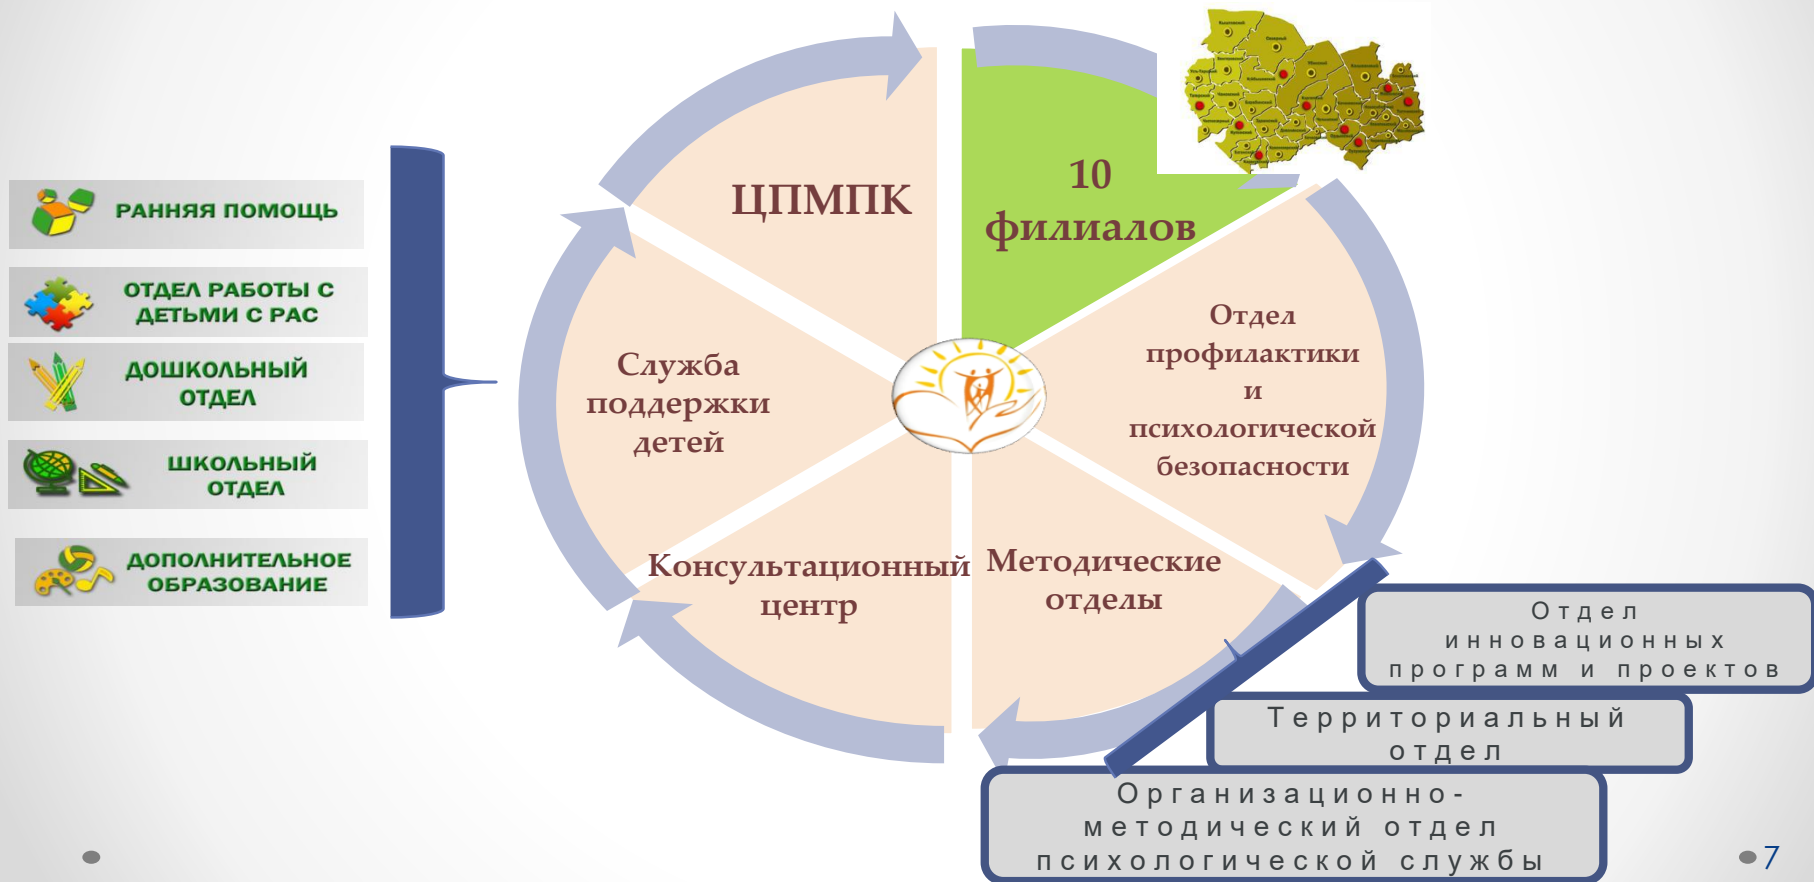 РАННЯЯ ПОМОЩЬ
ОТДЕЛ РАБОТЫ С
ДЕТЬМИ С РАС
ДОШКОЛЬНЫЙ
ОТДЕЛ
ШКОЛЬНЫЙ
ОТДЕЛ
ДОПОЛНИТЕЛЬНОЕ
ОБРАЗОВАНИЕ
ЦПМПК
10
филиалов
Отдел
профилактики
и
психологической
безопасности
Служба
поддержки
детей
Консультационный
центр
Методические
отделы
Отдел
инновационных
программ и проектов
Территориальный
отдел
Организационно-
методический отдел
психологической службы
7